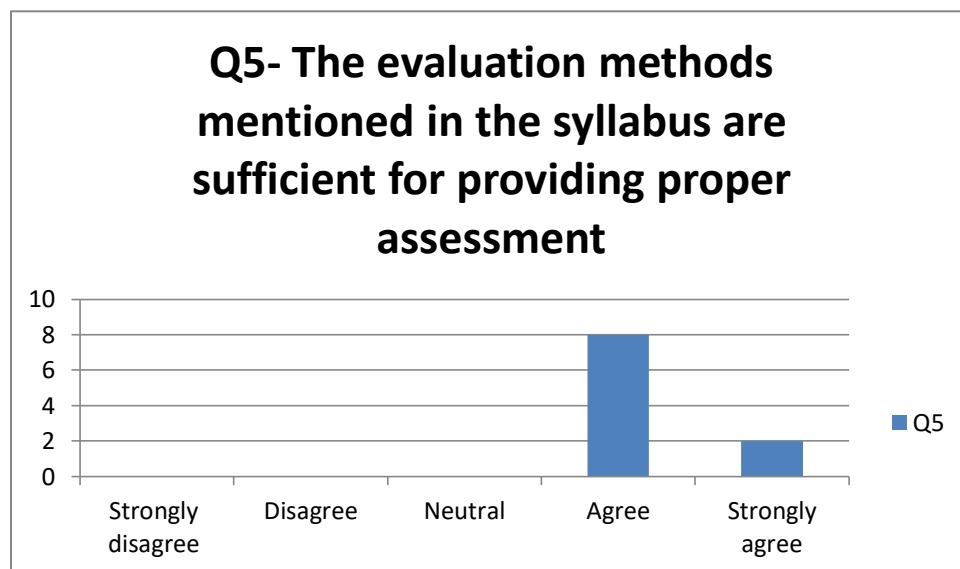 Q5- The evaluation methods
mentioned in the syllabus are
sufficient for providing proper
assessment
10
8
6
4
2
0
Strongly
disagree
Disagree
Neutral
Agree
Strongly
agree
Q5